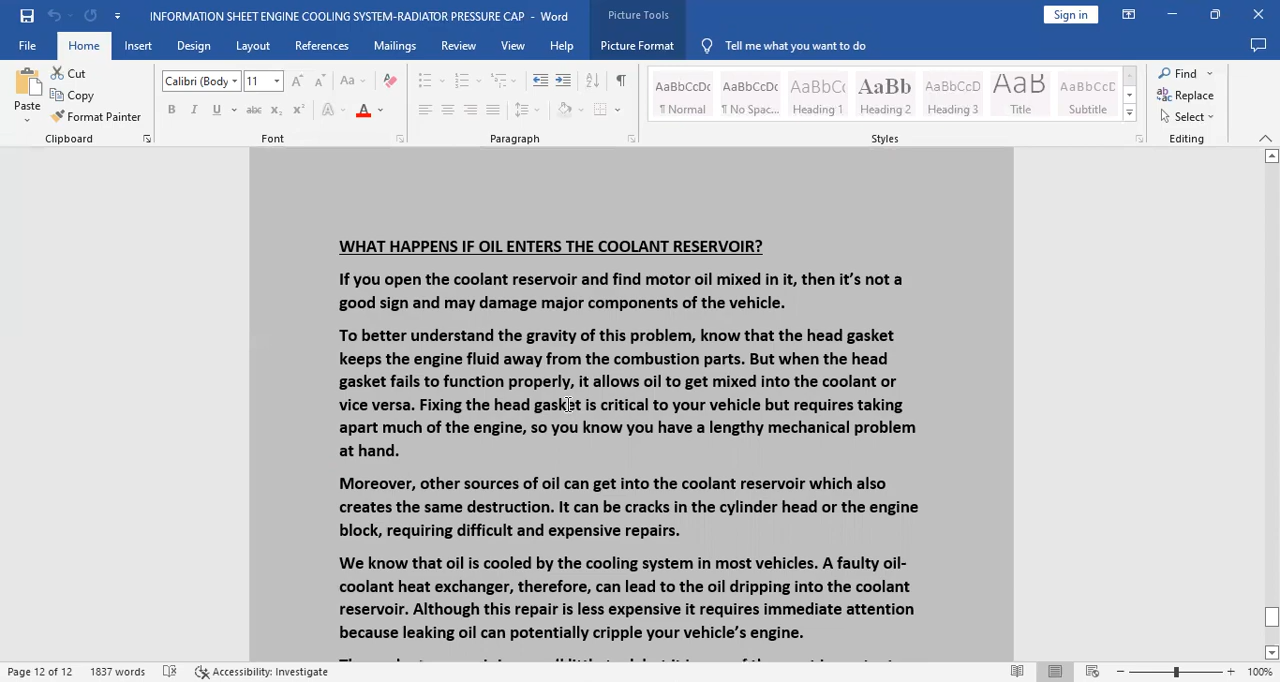 INFORMATION SHEET ENGINE COOLING SYSTEM-RADIATOR PRESSURE CAP - Word
Picture Tools
Sign in
File Home Insert Design Layout References Mailings Review View Help Picture Format Tell me what you want to do
Paste
Cut
Copy
Format Painter
Clipboard
Calibri (Body 11
Font
Paragraph
AaBbCcDc AaBbCcDc AaBbC( AaBb AaBbCcD AaB AaBbCcD
¶ Normal ¶ No Spac... Heading 1 Heading 2 Heading 3 Title Subtitle
Styles
Find
Replace
Select
Editing
WHAT HAPPENS IF OIL ENTERS THE COOLANT RESERVOIR?
If you open the coolant reservoir and find motor oil mixed in it, then it’s not a
good sign and may damage major components of the vehicle.
To better understand the gravity of this problem, know that the head gasket
keeps the engine fluid away from the combustion parts. But when the head
gasket fails to function properly, it allows oil to get mixed into the coolant or
vice versa. Fixing the head gasket is critical to your vehicle but requires taking
apart much of the engine, so you know you have a lengthy mechanical problem
at hand.
Moreover, other sources of oil can get into the coolant reservoir which also
creates the same destruction. It can be cracks in the cylinder head or the engine
block, requiring difficult and expensive repairs.
We know that oil is cooled by the cooling system in most vehicles. A faulty oil-
coolant heat exchanger, therefore, can lead to the oil dripping into the coolant
reservoir. Although this repair is less expensive it requires immediate attention
because leaking oil can potentially cripple your vehicle’s engine.
Page 12 of 12 1837 words Accessibility: Investigate 100%